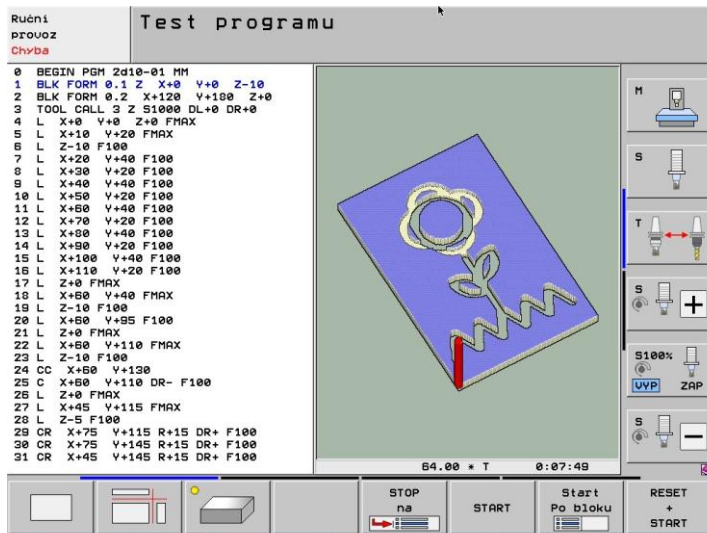 Ruční
provoz
Chyba
Test programu
0 BEGIN PGM 2d10-01 MM
1 BLK FORM 0.1 Z X+0 Y+0 Z-10
2 BLK FORM 0.2 X+120 Y+180 Z+0
3 TOOL CALL 3 Z S1000 DL+0 DR+0
4 L X+0 Y+0 Z+0 FMAX
5 L X+10 Y+20 FMAX
6 L Z-10 F100
7 L X+20 Y+40 F100
8 L X+30 Y+20 F100
9 L X+40 Y+40 F100
10 L X+50 Y+20 F100
11 L X+60 Y+40 F100
12 L X+70 Y+20 F100
13 L X+80 Y+40 F100
14 L X+90 Y+20 F100
15 L X+100 Y+40 F100
16 L X+110 Y+20 F100
17 L Z+0 FMAX
18 L X+60 Y+40 FMAX
19 L Z-10 F100
20 L X+60 Y+95 F100
21 L Z+0 FMAX
22 L X+60 Y+110 FMAX
23 L Z-10 F100
24 CC X+60 Y+130
25 C X+60 Y+110 DR- F100
26 L Z+0 FMAX
27 L X+45 Y+115 FMAX
28 L Z-5 F100
29 CR X+75 Y+115 R+15 DR+ F100
30 CR X+75 Y+145 R+15 DR+ F100
31 CR X+45 Y+145 R+15 DR+ F100
64.00 * T 0:07:49
M
S
T
S
+
S100%
VYP ZAP
S
-
STOP
na
START
Start
Po bloku
RESET
+
START